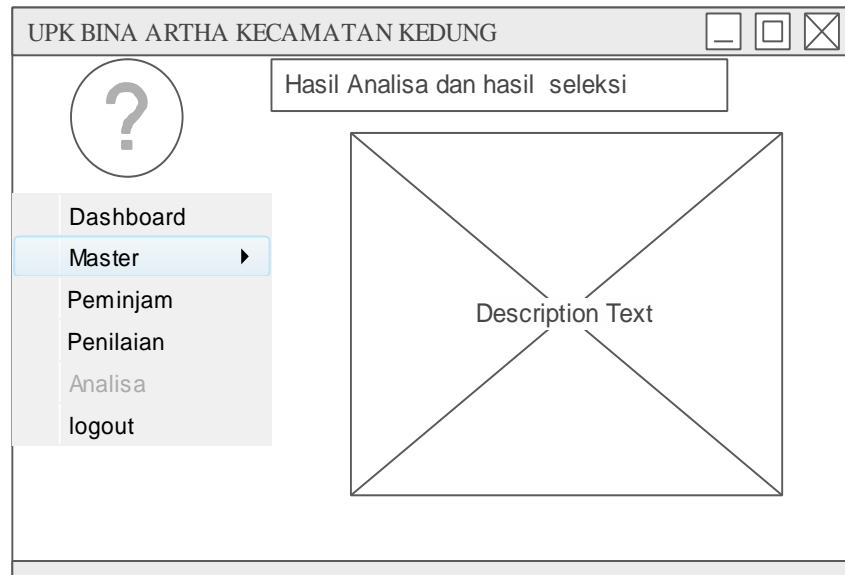 UPK BINA ARTHA KECAMATAN KEDUNG
?
Hasil Analisa dan hasil seleksi
Dashboard
Master
Peminjam
Penilaian
Analisa
logout
Description Text